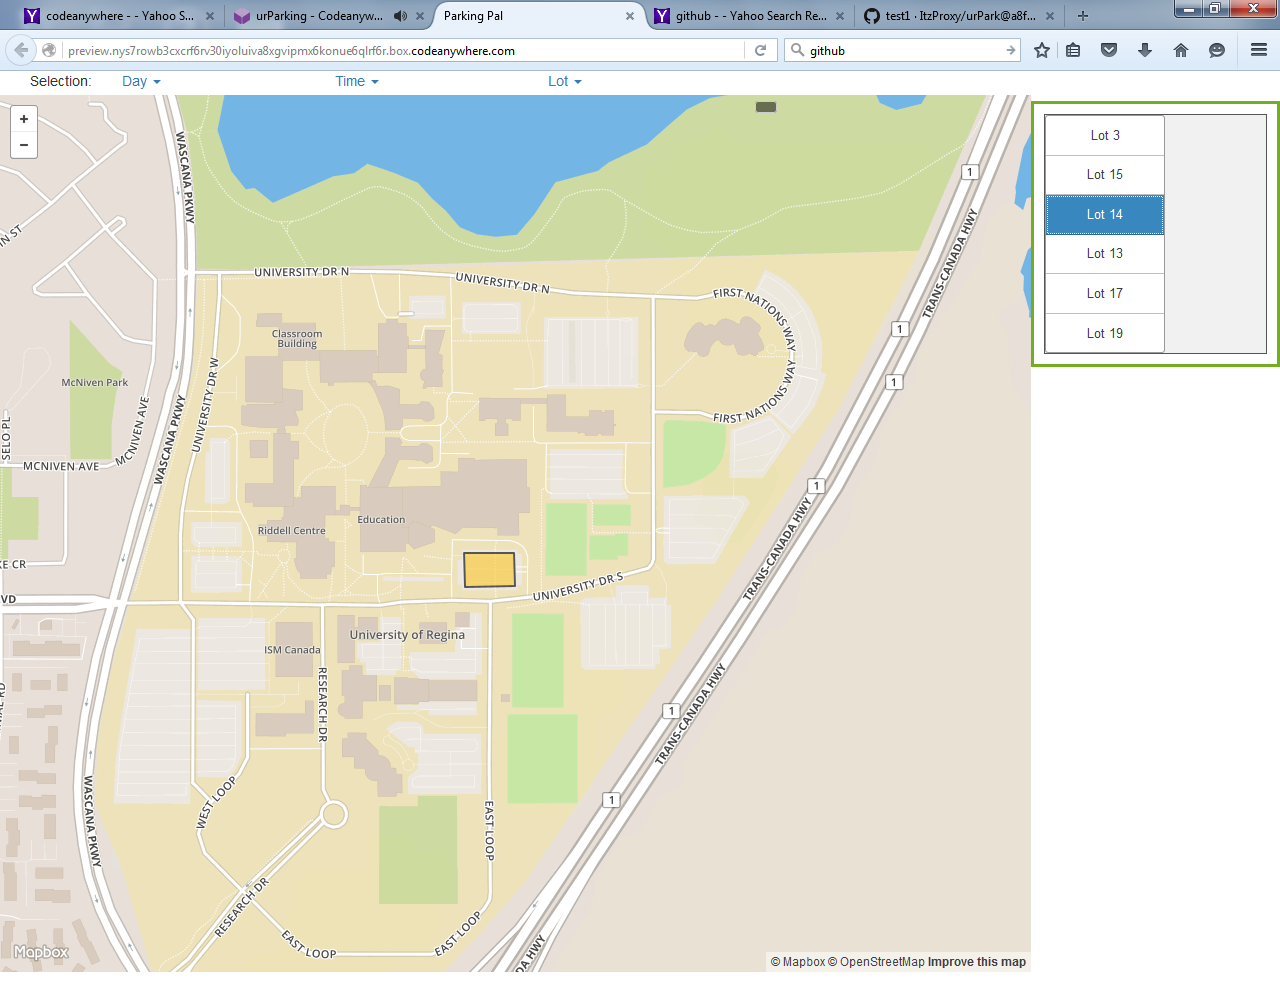 codeanywhere - - Yahoo S...
urParking - Codeanyw...
Parking Pal
github - - Yahoo Search Re...
test1 · ItzProxy/urPark@a8f...
preview.nys7rowb3cxcrf6rv30iyoluiva8xgvipmx6konue6qlrf6r.box.codeanywhere.com
github
Selection:
Day
Time
Lot
+
−
WASCANA PKWY
1
Lot 3
Lot 15
Lot 14
Lot 13
Lot 17
Lot 19
IN ST
TRANS-CANADA HWY
UNIVERSITY DR N
UNIVERSITY DR N
FIRST NATIONS WAY
1
Classroom
Building
McNiven Park
UNIVERSITY DR W
1
FIRST NATIONS WAY
MCNIVEN AVE
SELO PL
MCNIVEN AVE
WASCANA PKWY
1
Riddell Centre
Education
TRANS-CANADA HWY
KE CR
UNIVERSITY DR S
VD
University of Regina
ISM Canada
RESEARCH DR
NIAL RD
1
TRANS-CANADA HWY
WASCANA PKWY
WEST LOOP
1
EAST LOOP
RESEARCH DR
EAST LOOP
EAST LOOP
DA HWY
Mapbox
© Mapbox © OpenStreetMap Improve this map